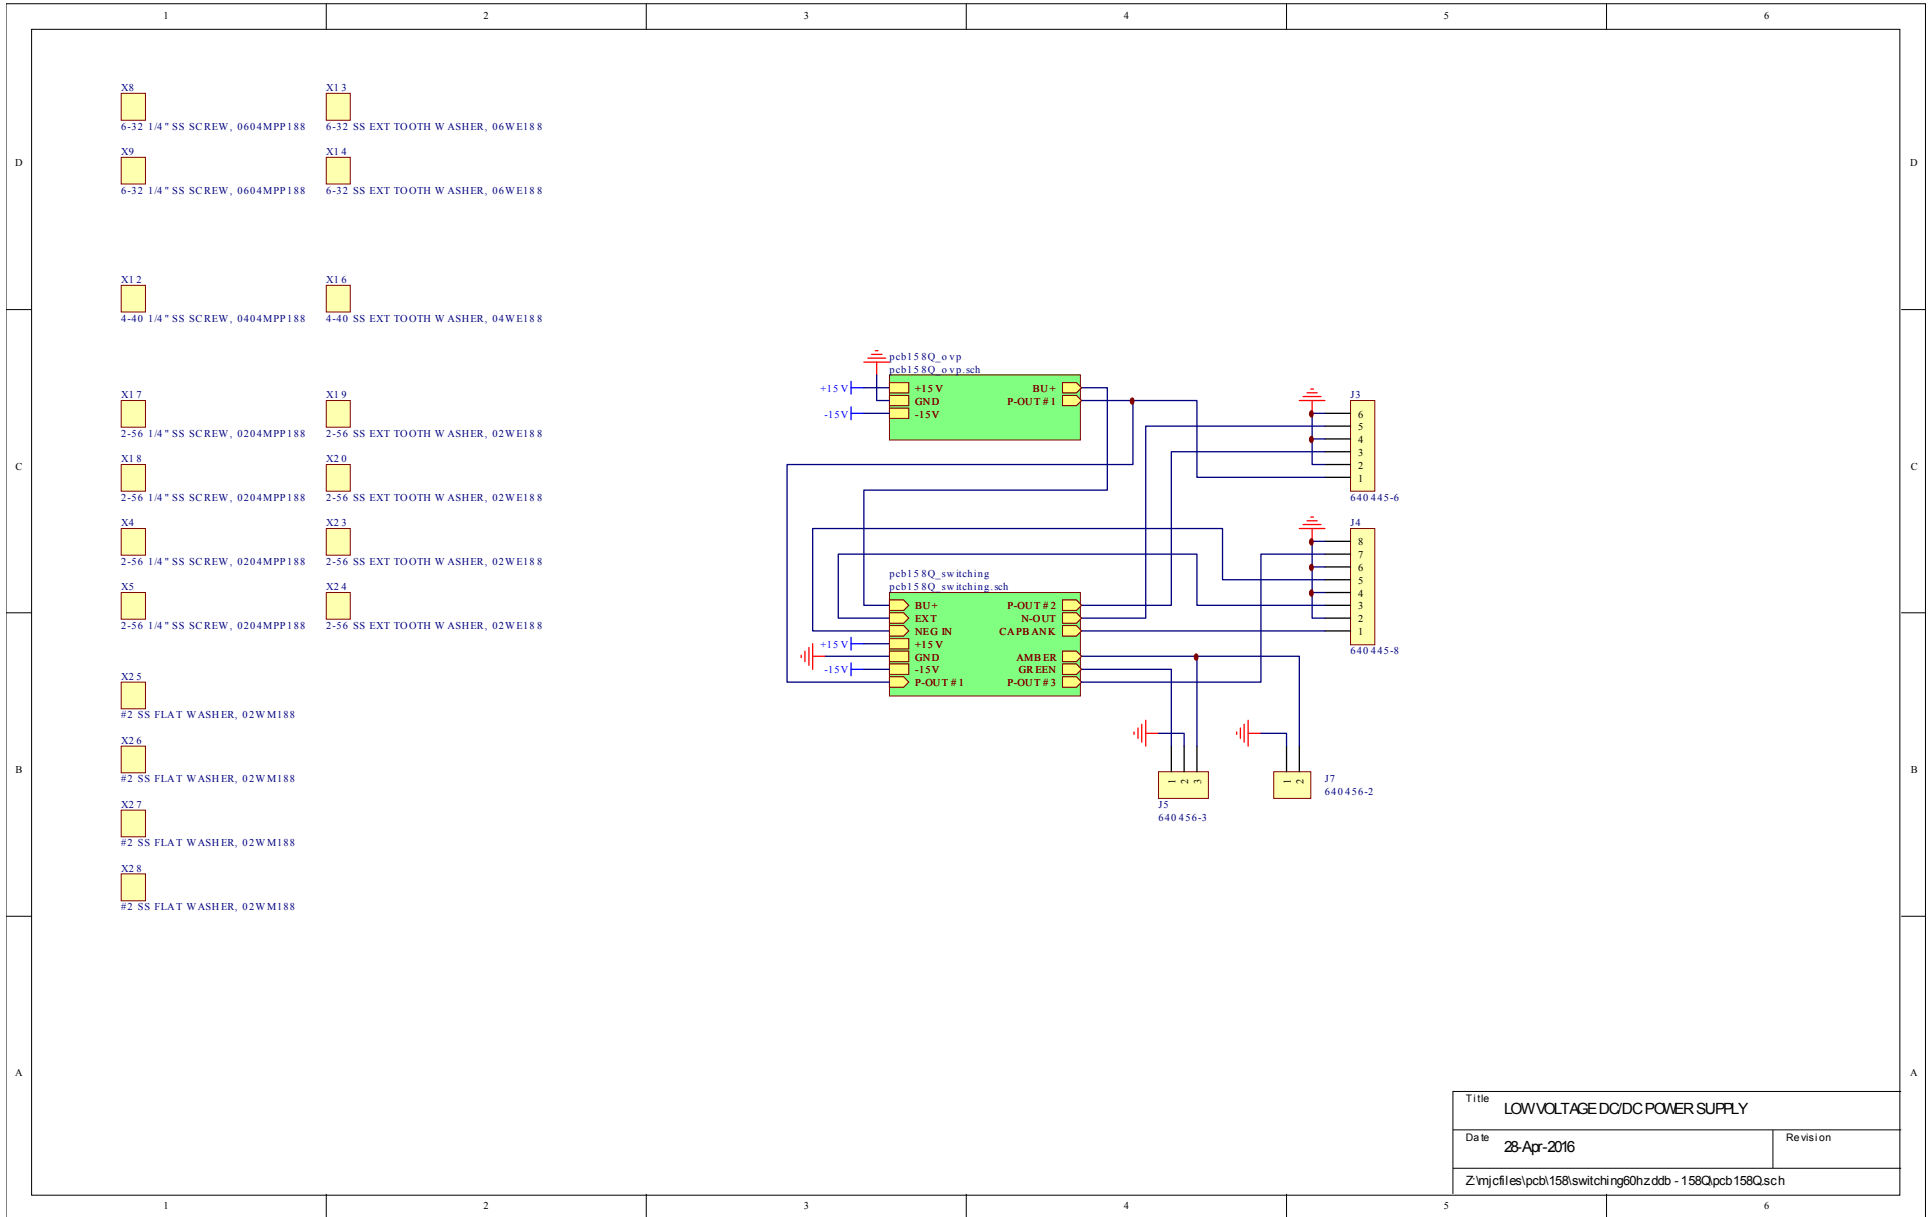 1 2 3 4 5 6
X8
6-32 1/4" SS SCREW, 0604MPP188
X13
6-32 SS EXT TOOTH WASHER, 06WE188
D
D
X9
6-32 1/4" SS SCREW, 0604MPP188
X14
6-32 SS EXT TOOTH WASHER, 06WE188
X12
4-40 1/4" SS SCREW, 0404MPP188
X16
4-40 SS EXT TOOTH WASHER, 04WE188
X17
2-56 1/4" SS SCREW, 0204MPP188
X19
2-56 SS EXT TOOTH WASHER, 02WE188
C
C
X18
2-56 1/4" SS SCREW, 0204MPP188
X20
2-56 SS EXT TOOTH WASHER, 02WE188
X4
2-56 1/4" SS SCREW, 0204MPP188
X23
2-56 SS EXT TOOTH WASHER, 02WE188
X5
2-56 1/4" SS SCREW, 0204MPP188
X24
2-56 SS EXT TOOTH WASHER, 02WE188
X25
#2 SS FLAT WASHER, 02WM188
X26
#2 SS FLAT WASHER, 02WM188
B
B
X27
#2 SS FLAT WASHER, 02WM188
X28
#2 SS FLAT WASHER, 02WM188
pcb158Q_ovp
pcb158Q_ovp.sch
+15V
-15V
+15V
GND
-15V
BU+
P-OUT#1
J3
6
5
4
3
2
1
640445-6
J4
8
7
6
5
4
3
2
1
640445-8
pcb158Q_switching
pcb158Q_switching.sch
BU+
EXT
NEG IN
+15V
GND
-15V
P-OUT#1
+15V
-15V
P-OUT#2
N-OUT
CAPBANK
AMBER
GREEN
P-OUT#3
1 2 3
J5
640456-3
1 2
J7
640456-2
A
A
Title
LOW VOLTAGE DC/DC POWER SUPPLY
Date
28-Apr-2016
Revision
Z:\mjcfiles\pcb\158\switching60hz.ddb - 158Q\pcb158Q.sch
1 2 3 4 5 6